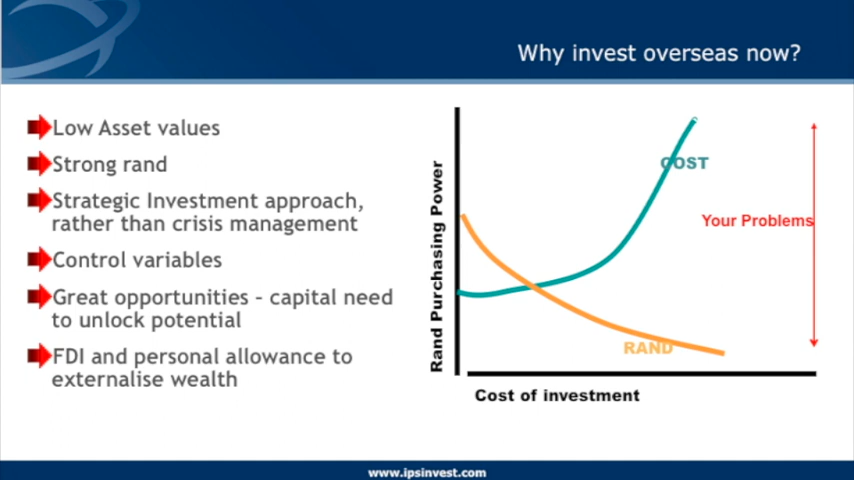 Why invest overseas now?
Low Asset values
Strong rand
Strategic Investment approach,
rather than crisis management
Control variables
Great opportunities – capital need
to unlock potential
FDI and personal allowance to
externalise wealth
Rand Purchasing Power
COST
Your Problems
RAND
Cost of investment
www.ipsinvest.com